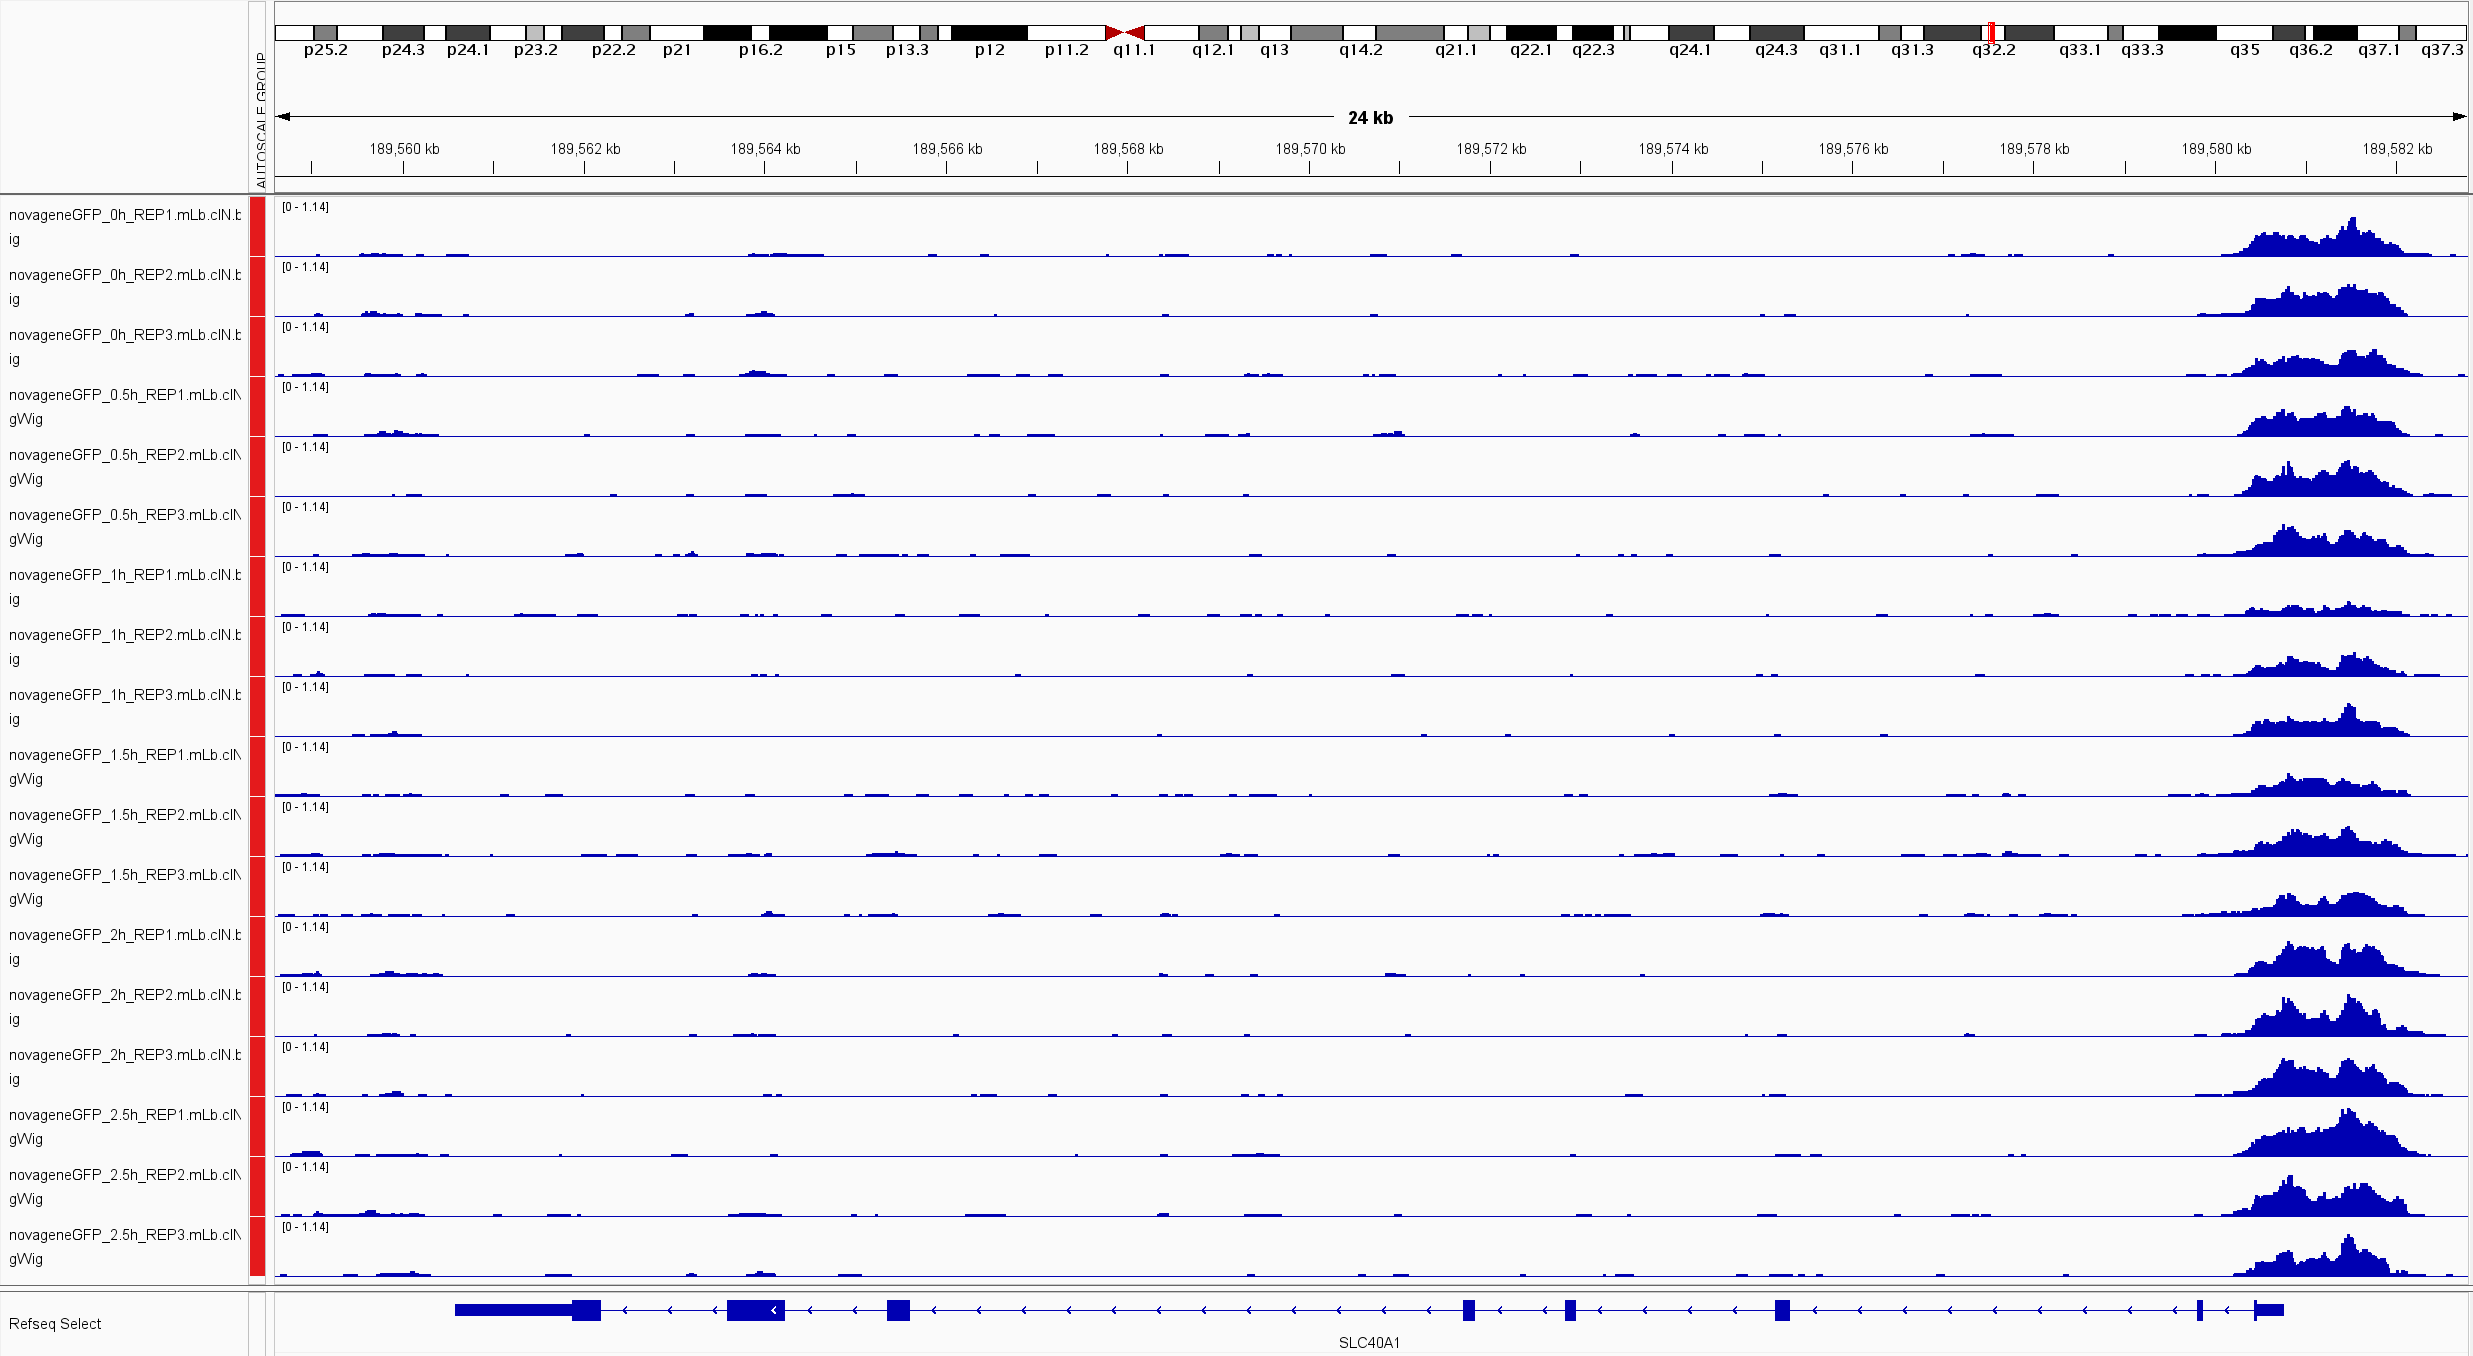 p25.2 p24.3 p24.1 p23.2 p22.2 p21 p16.2 p15 p13.3 p12 p11.2 q11.1 q12.1 q13 q14.2 q21.1 q22.1 q22.3 q24.1 q24.3 q31.1 q31.3 q32.2 q33.1 q33.3 q35 q36.2 q37.1 q37.3
AUTOSCALE GROUP
24 kb
189,560 kb 189,562 kb 189,564 kb 189,566 kb 189,568 kb 189,570 kb 189,572 kb 189,574 kb 189,576 kb 189,578 kb 189,580 kb 189,582 kb
novageneGFP_0h_REP1.mLb.clN.b
ig
[0 - 1.14]
novageneGFP_0h_REP2.mLb.clN.b
ig
[0 - 1.14]
novageneGFP_0h_REP3.mLb.clN.b
ig
[0 - 1.14]
novageneGFP_0.5h_REP1.mLb.clN
gWig
[0 - 1.14]
novageneGFP_0.5h_REP2.mLb.clN
gWig
[0 - 1.14]
novageneGFP_0.5h_REP3.mLb.clN
gWig
[0 - 1.14]
novageneGFP_1h_REP1.mLb.clN.b
ig
[0 - 1.14]
novageneGFP_1h_REP2.mLb.clN.b
ig
[0 - 1.14]
novageneGFP_1h_REP3.mLb.clN.b
ig
[0 - 1.14]
novageneGFP_1.5h_REP1.mLb.clN
gWig
[0 - 1.14]
novageneGFP_1.5h_REP2.mLb.clN
gWig
[0 - 1.14]
novageneGFP_1.5h_REP3.mLb.clN
gWig
[0 - 1.14]
novageneGFP_2h_REP1.mLb.clN.b
ig
[0 - 1.14]
novageneGFP_2h_REP2.mLb.clN.b
ig
[0 - 1.14]
novageneGFP_2h_REP3.mLb.clN.b
ig
[0 - 1.14]
novageneGFP_2.5h_REP1.mLb.clN
gWig
[0 - 1.14]
novageneGFP_2.5h_REP2.mLb.clN
gWig
[0 - 1.14]
novageneGFP_2.5h_REP3.mLb.clN
gWig
[0 - 1.14]
Refseq Select
SLC40A1